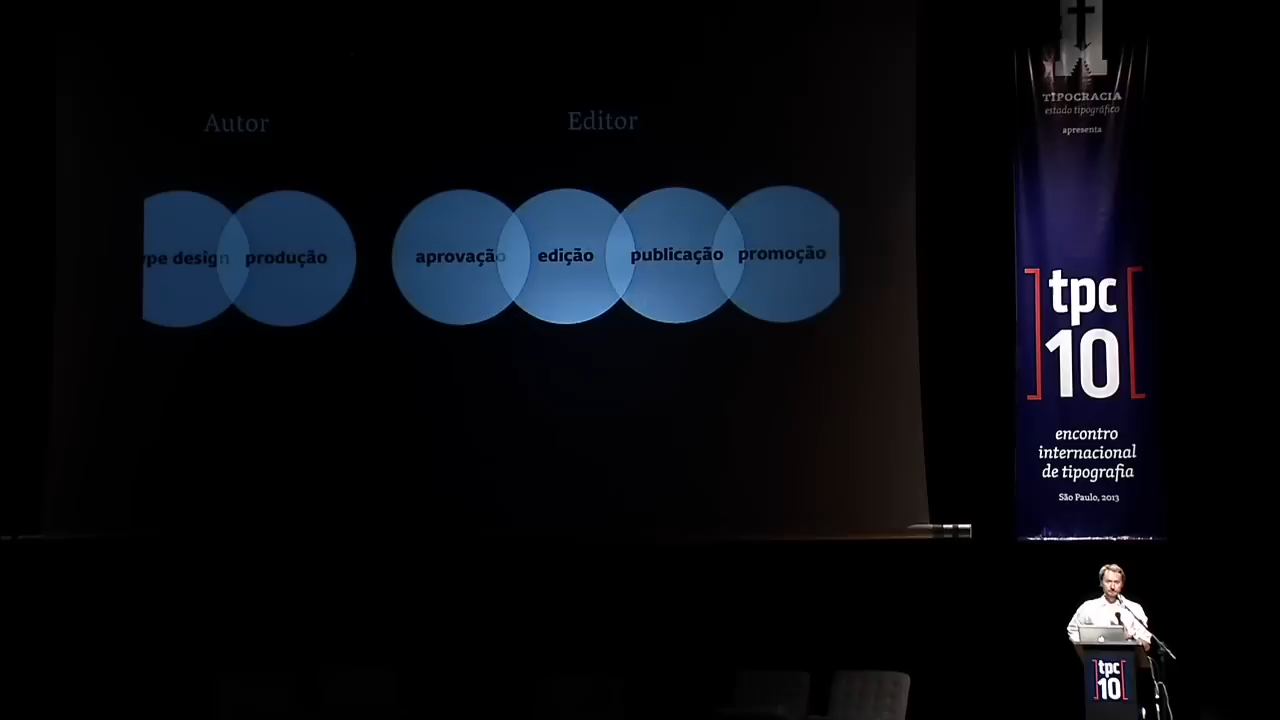 Autor
Editor
ype design
produção
aprovação
edição
publicação
promoção
TIPOCRACIA
estado tipográfico
apresenta
tpc
10
encontro
internacional
de tipografia
São Paulo, 2013
tpc
10